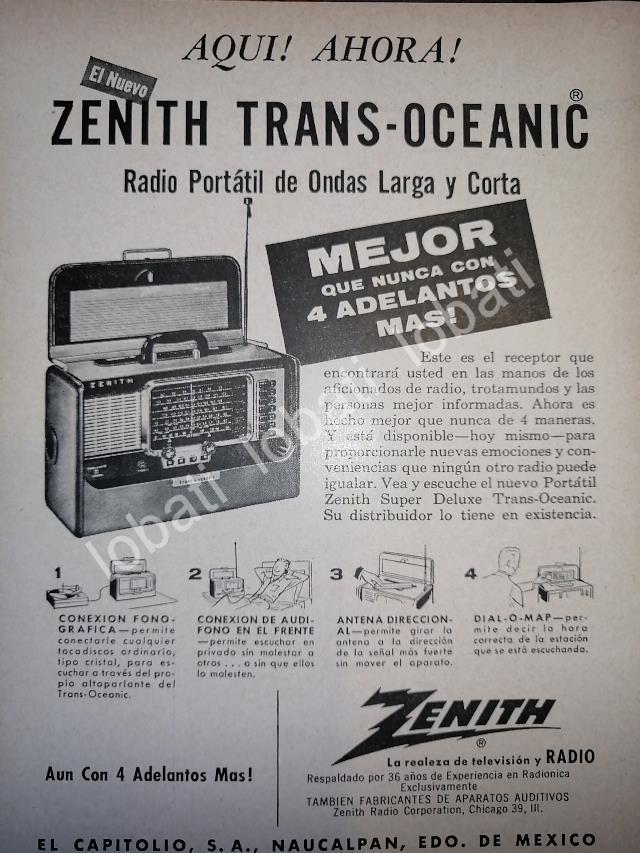 AQUI! AHORA!
El Nuevo
ZENITH TRANS-OCEANIC®
Radio Portátil de Ondas Larga y Corta
MEJOR
QUE NUNCA CON
4 ADELANTOS
MAS!
ZENITH
Este es el receptor que
encontrará usted en las manos de los
aficionados de radio, trotamundos y las
personas mejor informadas. Ahora es
hecho mejor que nunca de 4 maneras.
Y está disponible—hoy mismo—para
proporcionarle nuevas emociones y con-
veniencias que ningún otro radio puede
igualar. Vea y escuche el nuevo Portátil
Zenith Super Deluxe Trans-Oceanic.
Su distribuidor lo tiene en existencia.
lobati lobati lobati lobati
1
CONEXION FONO-
GRAFICA—permite
conectarle cualquier
tocadiscos ordinario,
tipo cristal, para es-
cuchar a través del pro-
pio altoparlante del
Trans-Oceanic.
2
CONEXION DE AUDI-
FONO EN EL FRENTE
—permite escuchar en
privado sin molestar a
otros . . . o sin que ellos
lo molesten.
3
ANTENA DIRECCION-
AL—permite girar la
antena a la dirección
de la señal más fuerte
sin mover el aparato.
4
DIAL-O-MAP—per-
mite decir la hora
correcta de la estación
que se está escuchando.
Aun Con 4 Adelantos Mas!
ZENITH®
La realeza de televisión y RADIO
Respaldado por 36 años de Experiencia en Radionica
Exclusivamente
TAMBIEN FABRICANTES DE APARATOS AUDITIVOS
Zenith Radio Corporation, Chicago 39, Ill.
EL CAPITOLIO, S. A., NAUCALPAN, EDO. DE MEXICO